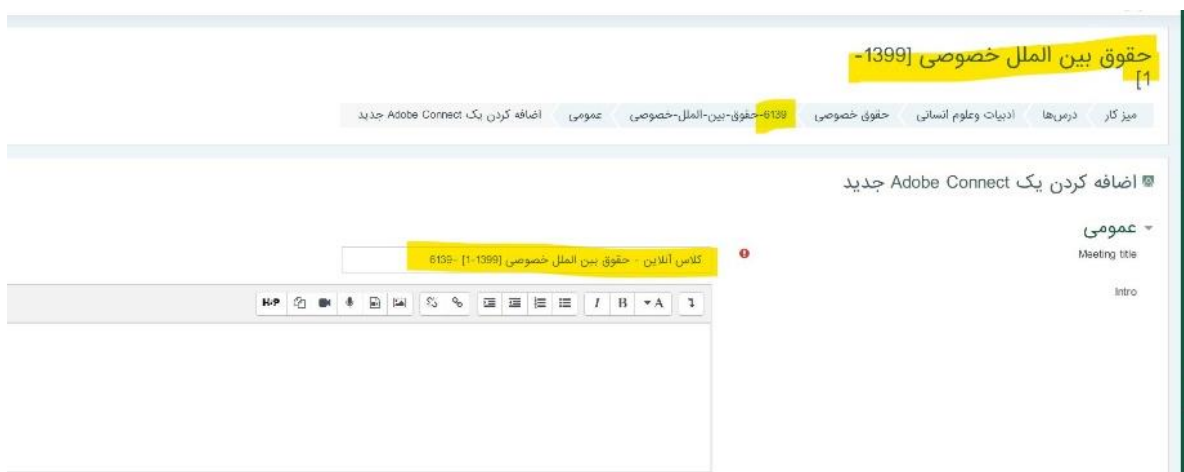 حقوق بین الملل خصوصی [1399-
1]
میز کار درس‌ها ادبیات وعلوم انسانی حقوق خصوصی 6139-حقوق-بین-الملل-خصوصی عمومی اضافه کردن یک Adobe Connect جدید
اضافه کردن یک Adobe Connect جدید
عمومی
Meeting title
کلاس آنلاین - حقوق بین الملل خصوصی [1399-1] -6139
Intro
A B I H-P